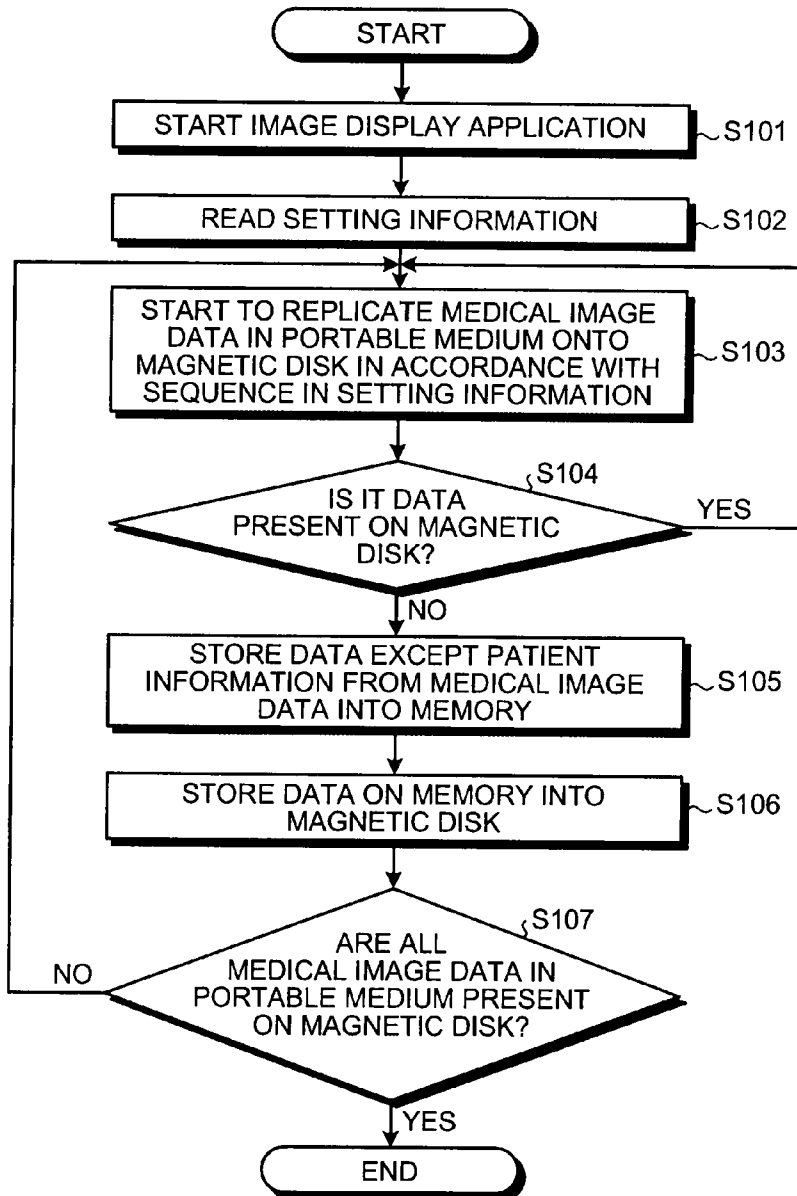 START
START IMAGE DISPLAY APPLICATION
S101
READ SETTING INFORMATION
S102
START TO REPLICATE MEDICAL IMAGE
DATA IN PORTABLE MEDIUM ONTO
MAGNETIC DISK IN ACCORDANCE WITH
SEQUENCE IN SETTING INFORMATION
S103
S104
IS IT DATA
PRESENT ON MAGNETIC
DISK?
YES
NO
STORE DATA EXCEPT PATIENT
INFORMATION FROM MEDICAL IMAGE
DATA INTO MEMORY
S105
STORE DATA ON MEMORY INTO
MAGNETIC DISK
S106
S107
ARE ALL
MEDICAL IMAGE DATA IN
PORTABLE MEDIUM PRESENT
ON MAGNETIC DISK?
NO
YES
END